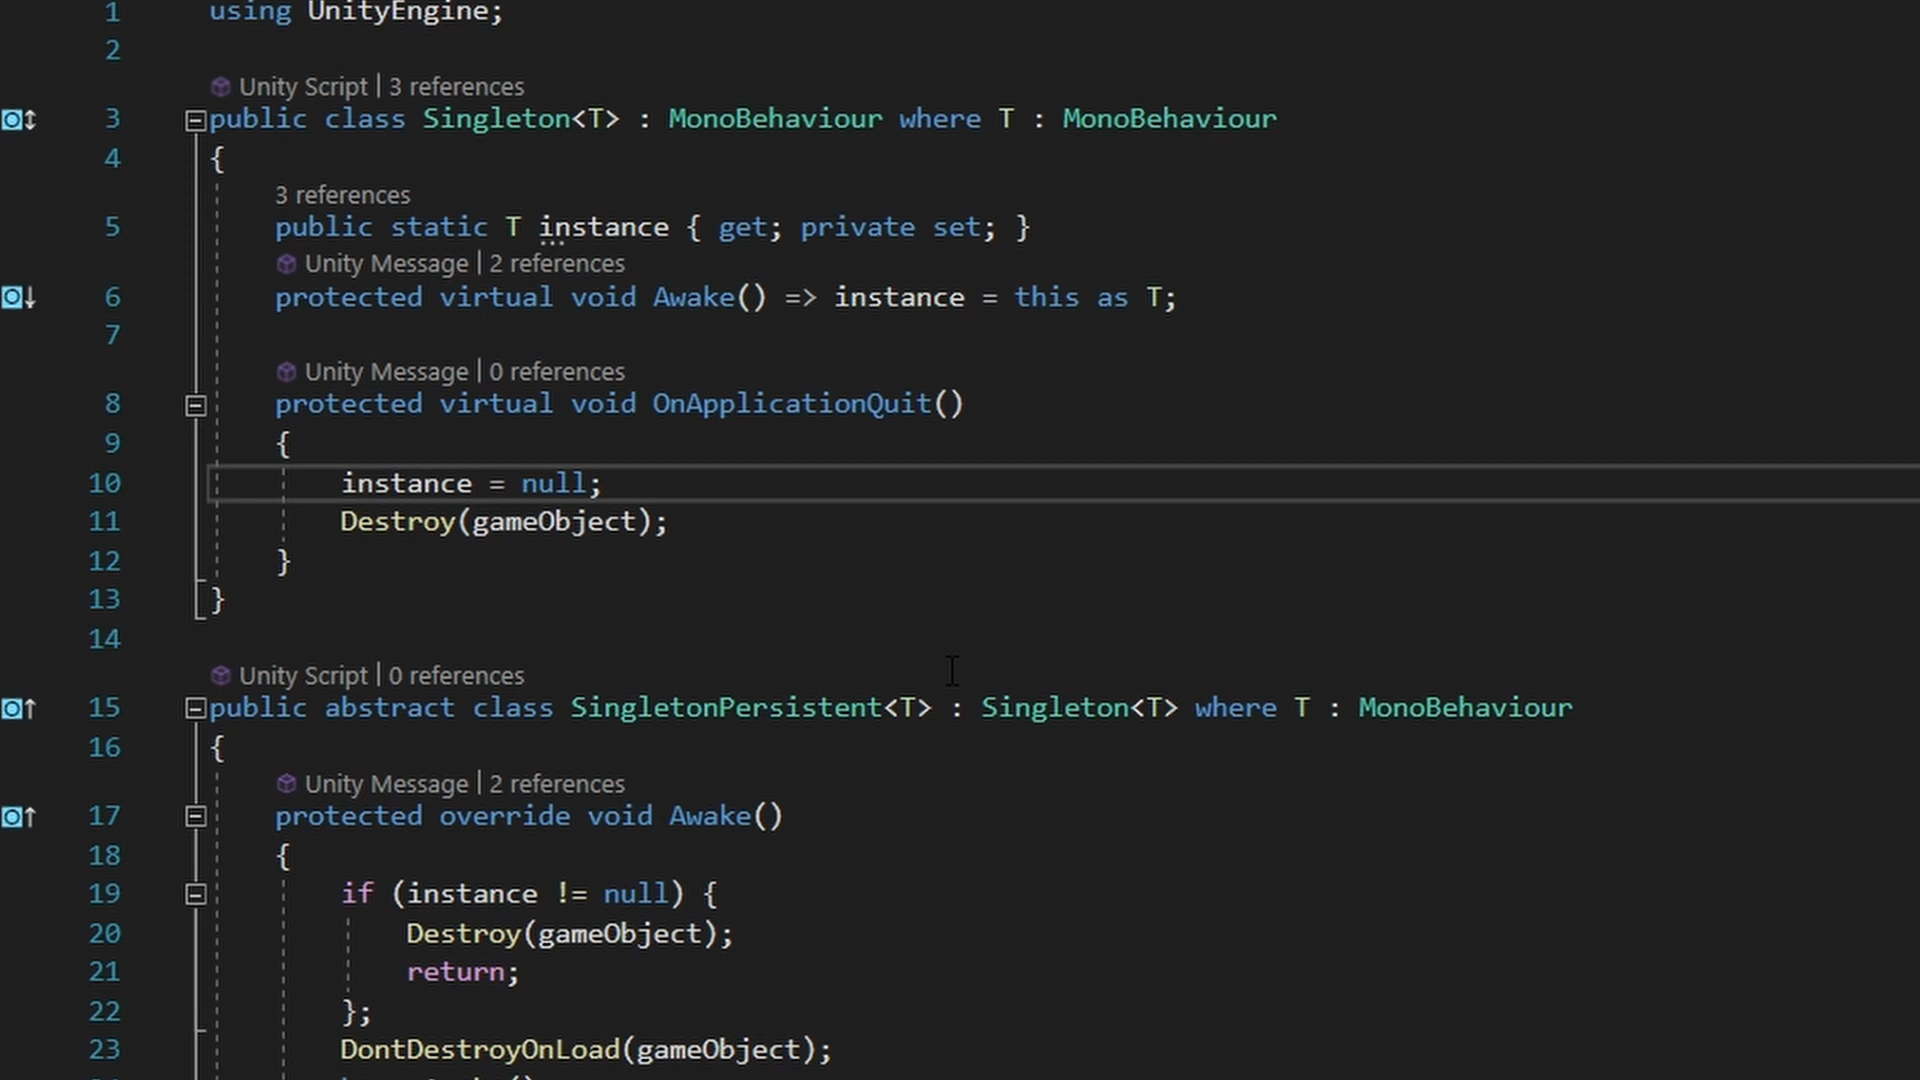 1 using UnityEngine;
2
Unity Script | 3 references
3 public class Singleton<T> : MonoBehaviour where T : MonoBehaviour
4 {
3 references
5 public static T instance { get; private set; }
Unity Message | 2 references
6 protected virtual void Awake() => instance = this as T;
7
Unity Message | 0 references
8 protected virtual void OnApplicationQuit()
9 {
10 instance = null;
11 Destroy(gameObject);
12 }
13 }
14
Unity Script | 0 references
15 public abstract class SingletonPersistent<T> : Singleton<T> where T : MonoBehaviour
16 {
Unity Message | 2 references
17 protected override void Awake()
18 {
19 if (instance != null) {
20 Destroy(gameObject);
21 return;
22 };
23 DontDestroyOnLoad(gameObject);